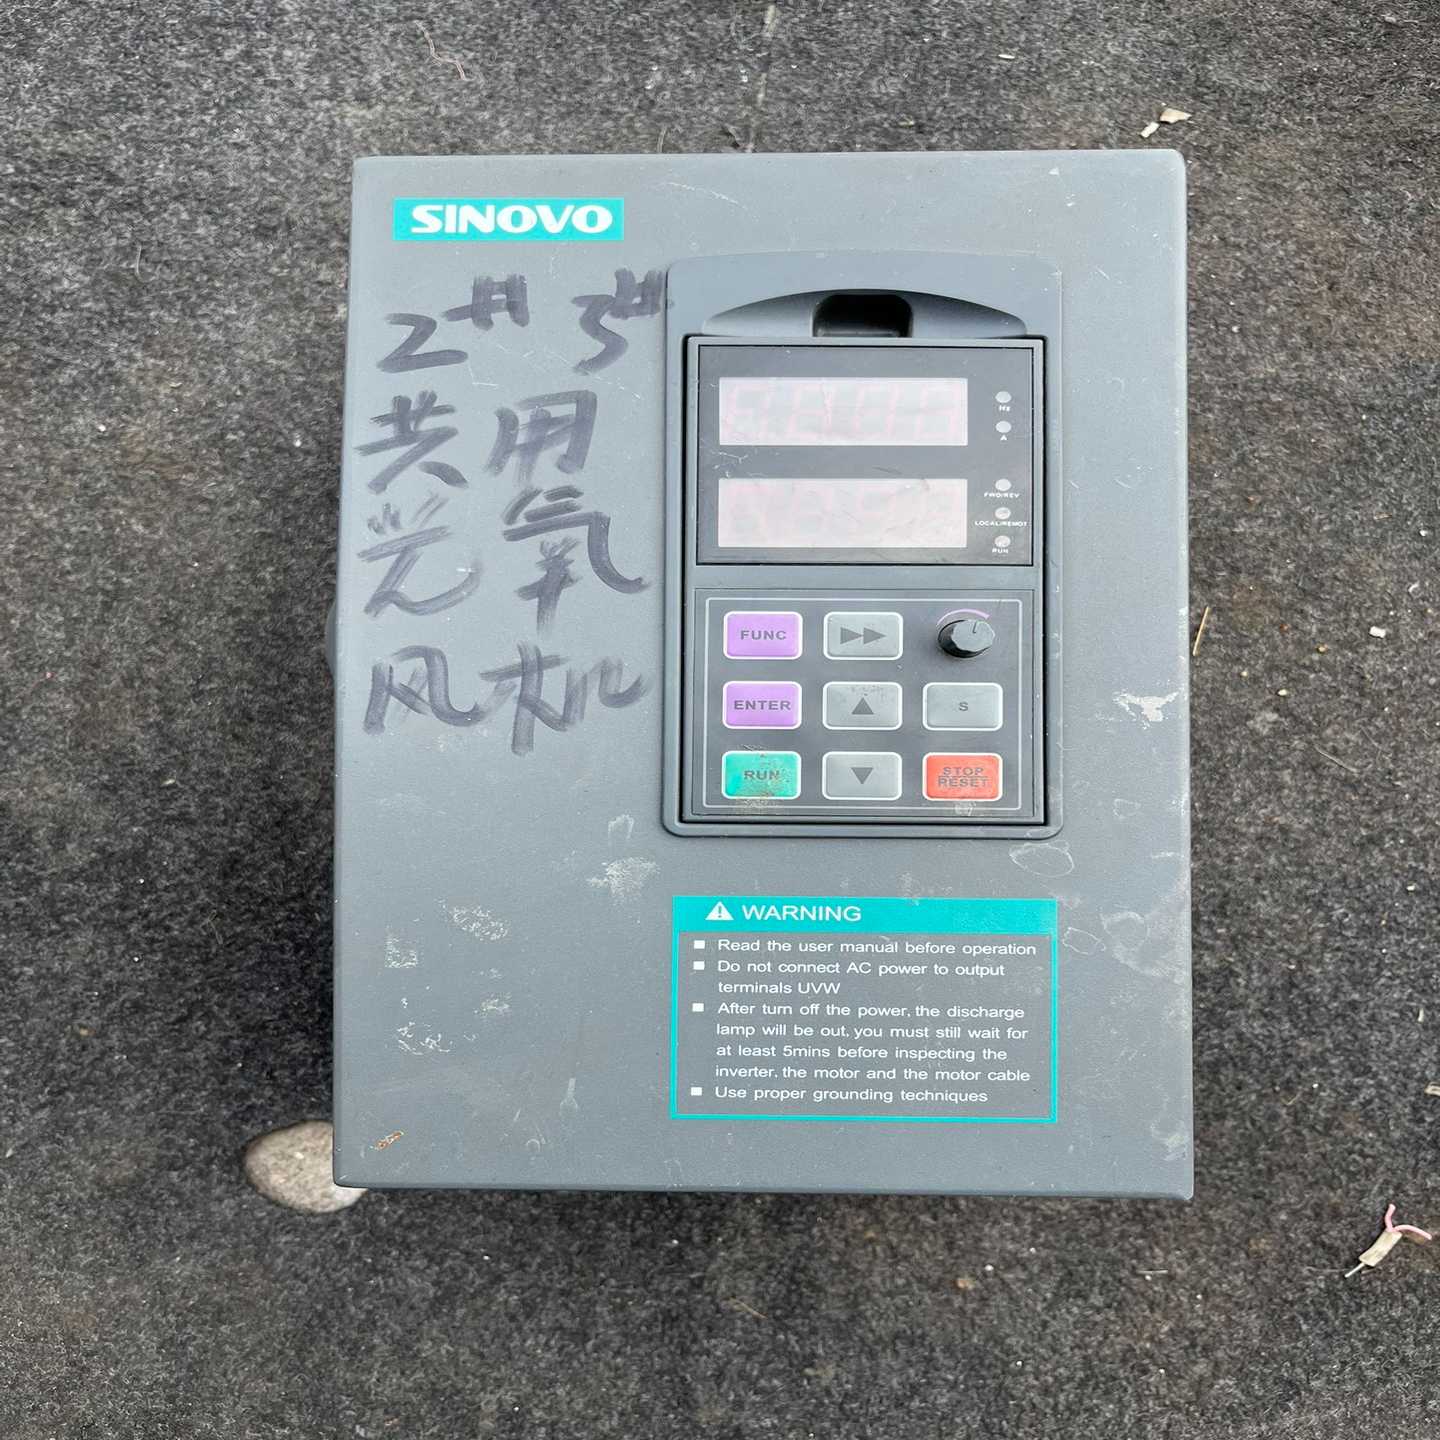 SINOVO
2# 5#
共用
光氧
风机
Hz
A
FWD/REV
LOCAL/REMOT
RUN
FUNC
ENTER
S
RUN
STOP
RESET
WARNING
Read the user manual before operation
Do not connect AC power to output
terminals UVW
After turn off the power, the discharge
lamp will be out, you must still wait for
at least 5mins before inspecting the
inverter, the motor and the motor cable
Use proper grounding techniques